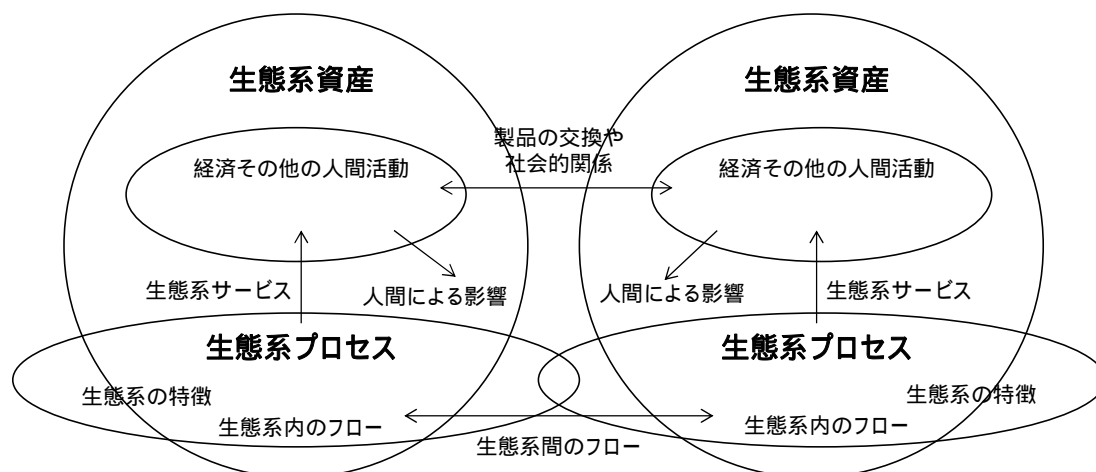 生態系資産
生態系資産
製品の交換や
社会的関係
経済その他の人間活動
経済その他の人間活動
生態系サービス
人間による影響
人間による影響
生態系サービス
生態系プロセス
生態系プロセス
生態系の特徴
生態系の特徴
生態系内のフロー
生態系内のフロー
生態系間のフロー